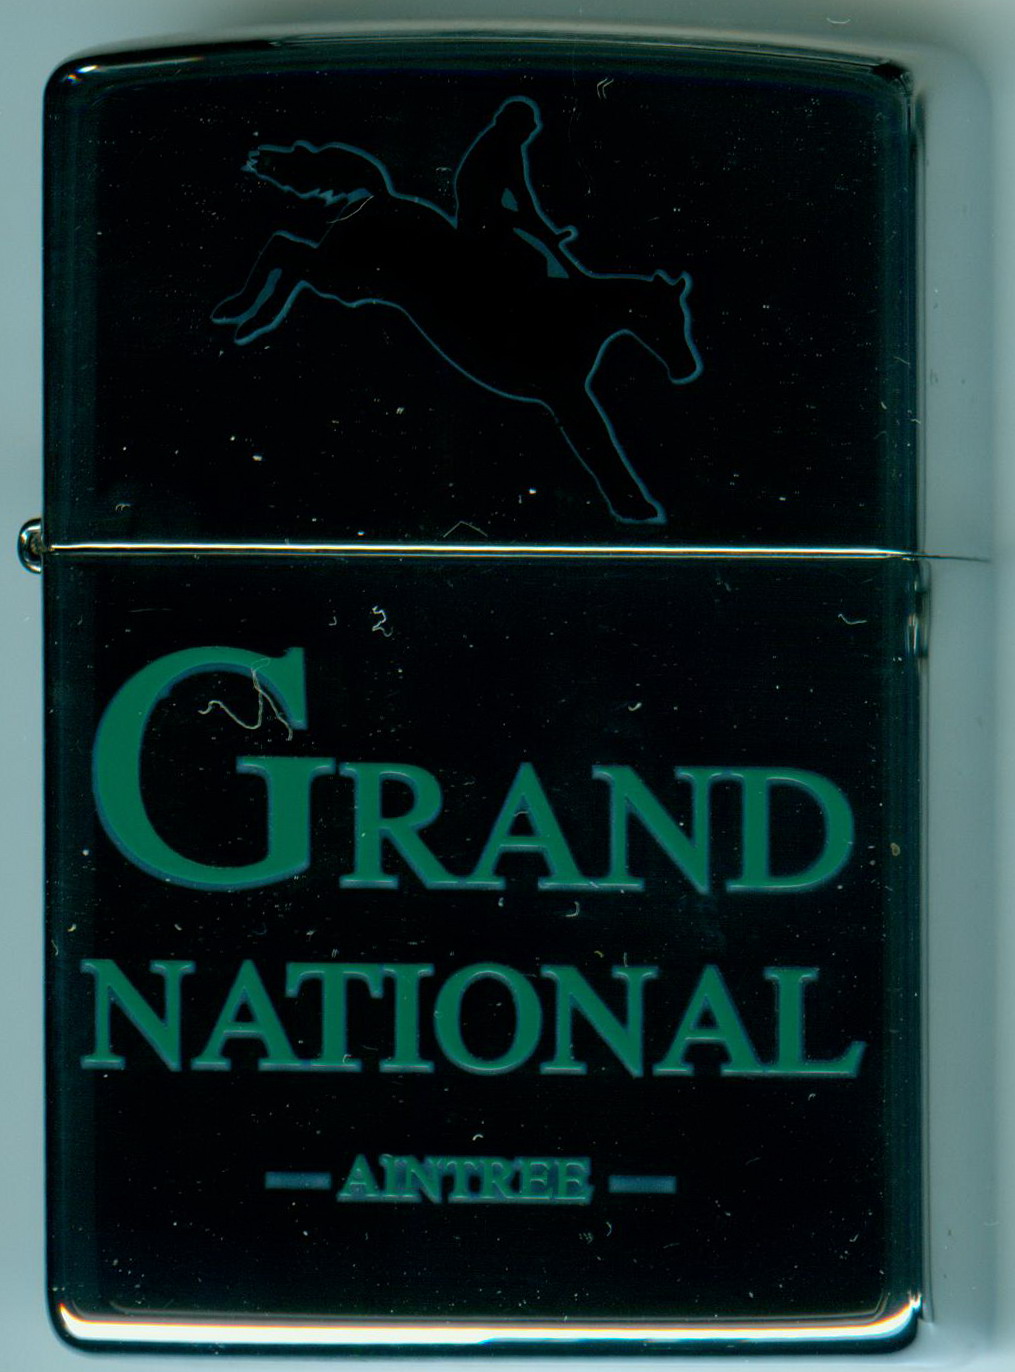 GRAND
NATIONAL
— AINTREE —